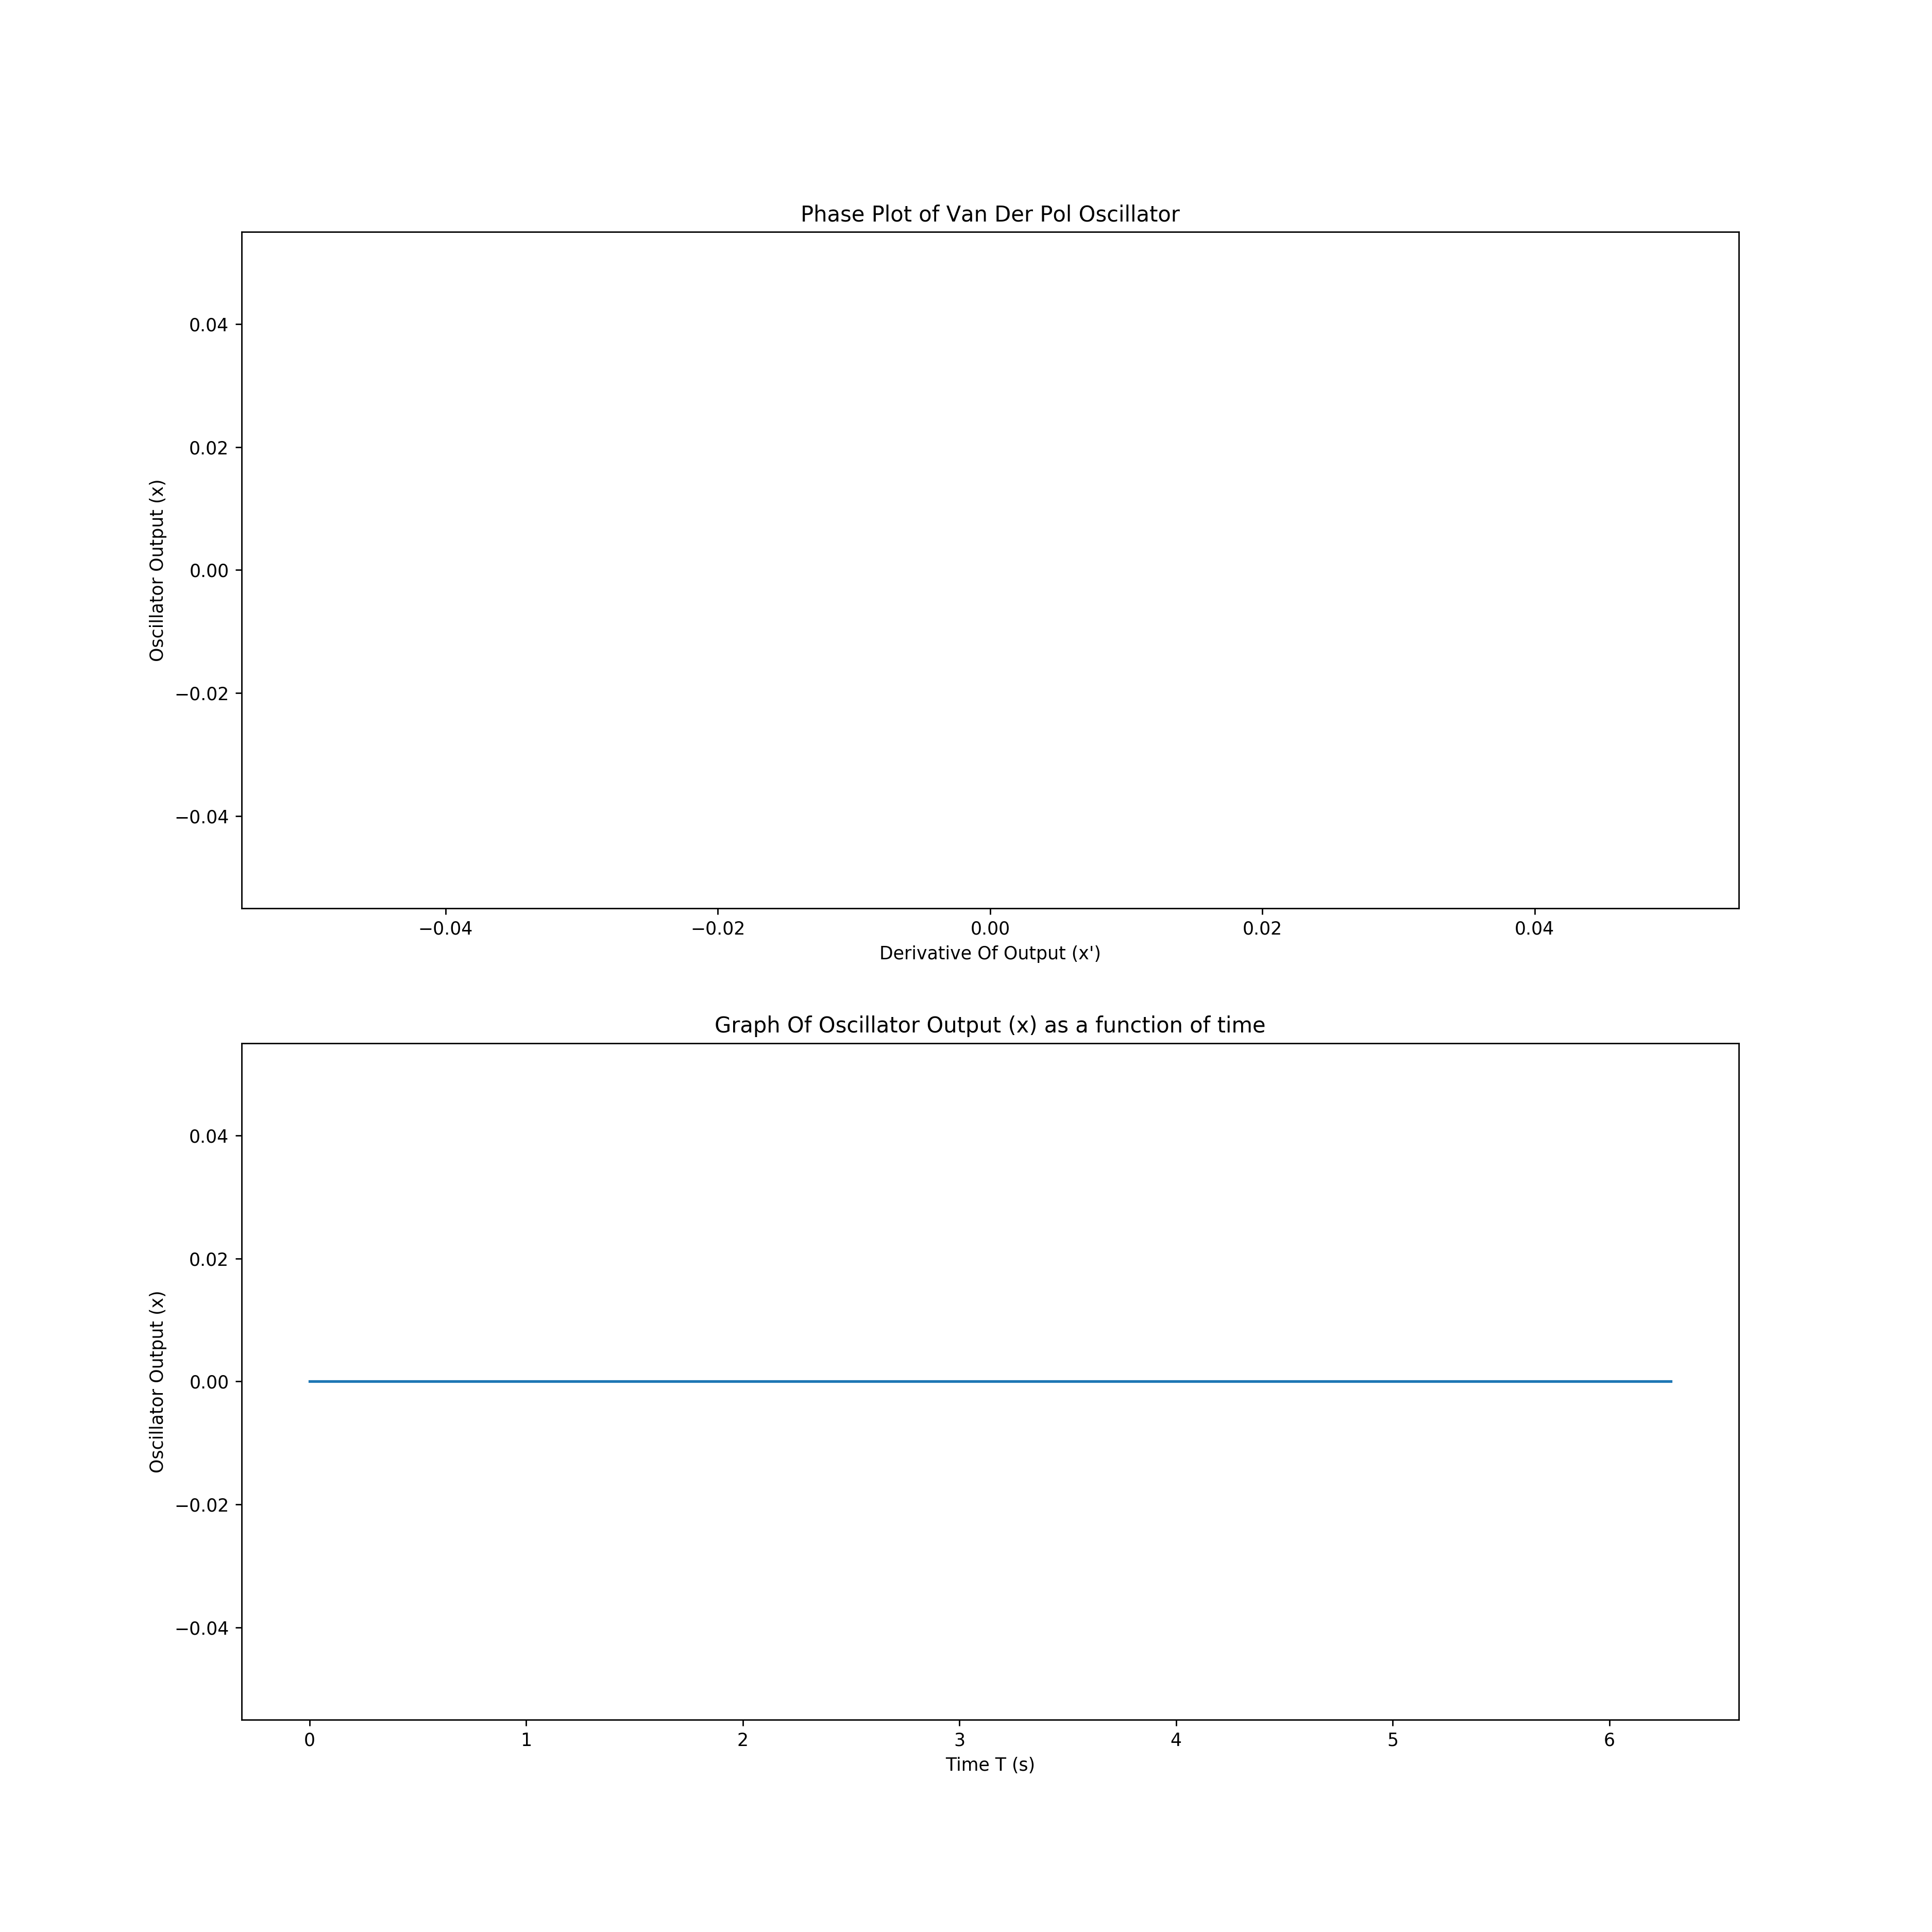 Phase Plot of Van Der Pol Oscillator
Oscillator Output (x)
0.04
0.02
0.00
−0.02
−0.04
−0.04 −0.02 0.00 0.02 0.04
Derivative Of Output (x')
Graph Of Oscillator Output (x) as a function of time
Oscillator Output (x)
0.04
0.02
0.00
−0.02
−0.04
0 1 2 3 4 5 6
Time T (s)